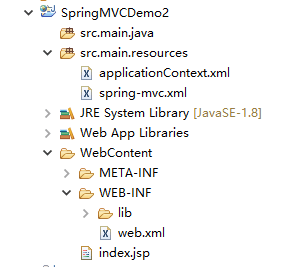 SpringMVCDemo2
src.main.java
src.main.resources
applicationContext.xml
spring-mvc.xml
JRE System Library [JavaSE-1.8]
Web App Libraries
WebContent
META-INF
WEB-INF
lib
web.xml
index.jsp